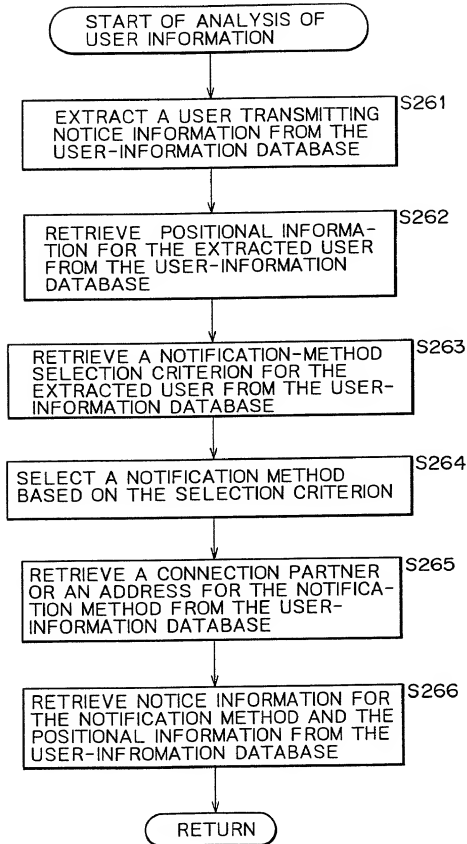 START OF ANALYSIS OF
USER INFORMATION
S261
EXTRACT A USER TRANSMITTING
NOTICE INFORMATION FROM THE
USER-INFORMATION DATABASE
S262
RETRIEVE POSITIONAL INFORMA-
TION FOR THE EXTRACTED USER
FROM THE USER-INFORMATION
DATABASE
S263
RETRIEVE A NOTIFICATION-METHOD
SELECTION CRITERION FOR THE
EXTRACTED USER FROM THE USER-
INFORMATION DATABASE
S264
SELECT A NOTIFICATION METHOD
BASED ON THE SELECTION CRITERION
S265
RETRIEVE A CONNECTION PARTNER
OR AN ADDRESS FOR THE NOTIFICA-
TION METHOD FROM THE USER-
INFORMATION DATABASE
S266
RETRIEVE NOTICE INFORMATION FOR
THE NOTIFICATION METHOD AND THE
POSITIONAL INFORMATION FROM THE
USER-INFROMATION DATABASE
RETURN